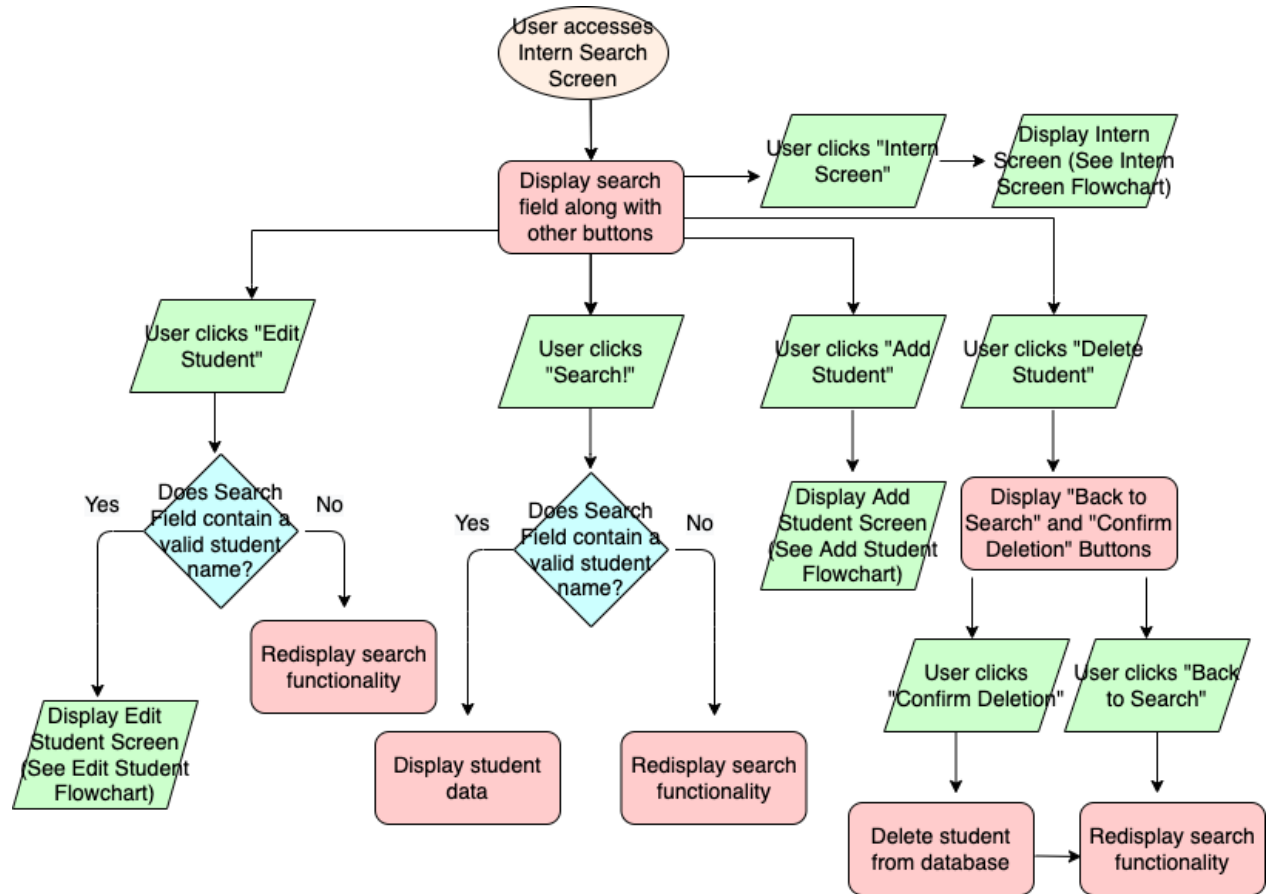 User accesses
Intern Search
Screen
User clicks "Intern
Screen"
Display Intern
Screen (See Intern
Screen Flowchart)
Display search
field along with
other buttons
User clicks "Edit
Student"
User clicks
"Search!"
User clicks "Add
Student"
User clicks "Delete
Student"
Yes
Does Search
Field contain a
valid student
name?
No
Yes
Does Search
Field contain a
valid student
name?
No
Display Add
Student Screen
(See Add Student
Flowchart)
Display "Back to
Search" and "Confirm
Deletion" Buttons
Redisplay search
functionality
User clicks
"Confirm Deletion"
User clicks "Back
to Search"
Display Edit
Student Screen
(See Edit Student
Flowchart)
Display student
data
Redisplay search
functionality
Delete student
from database
Redisplay search
functionality